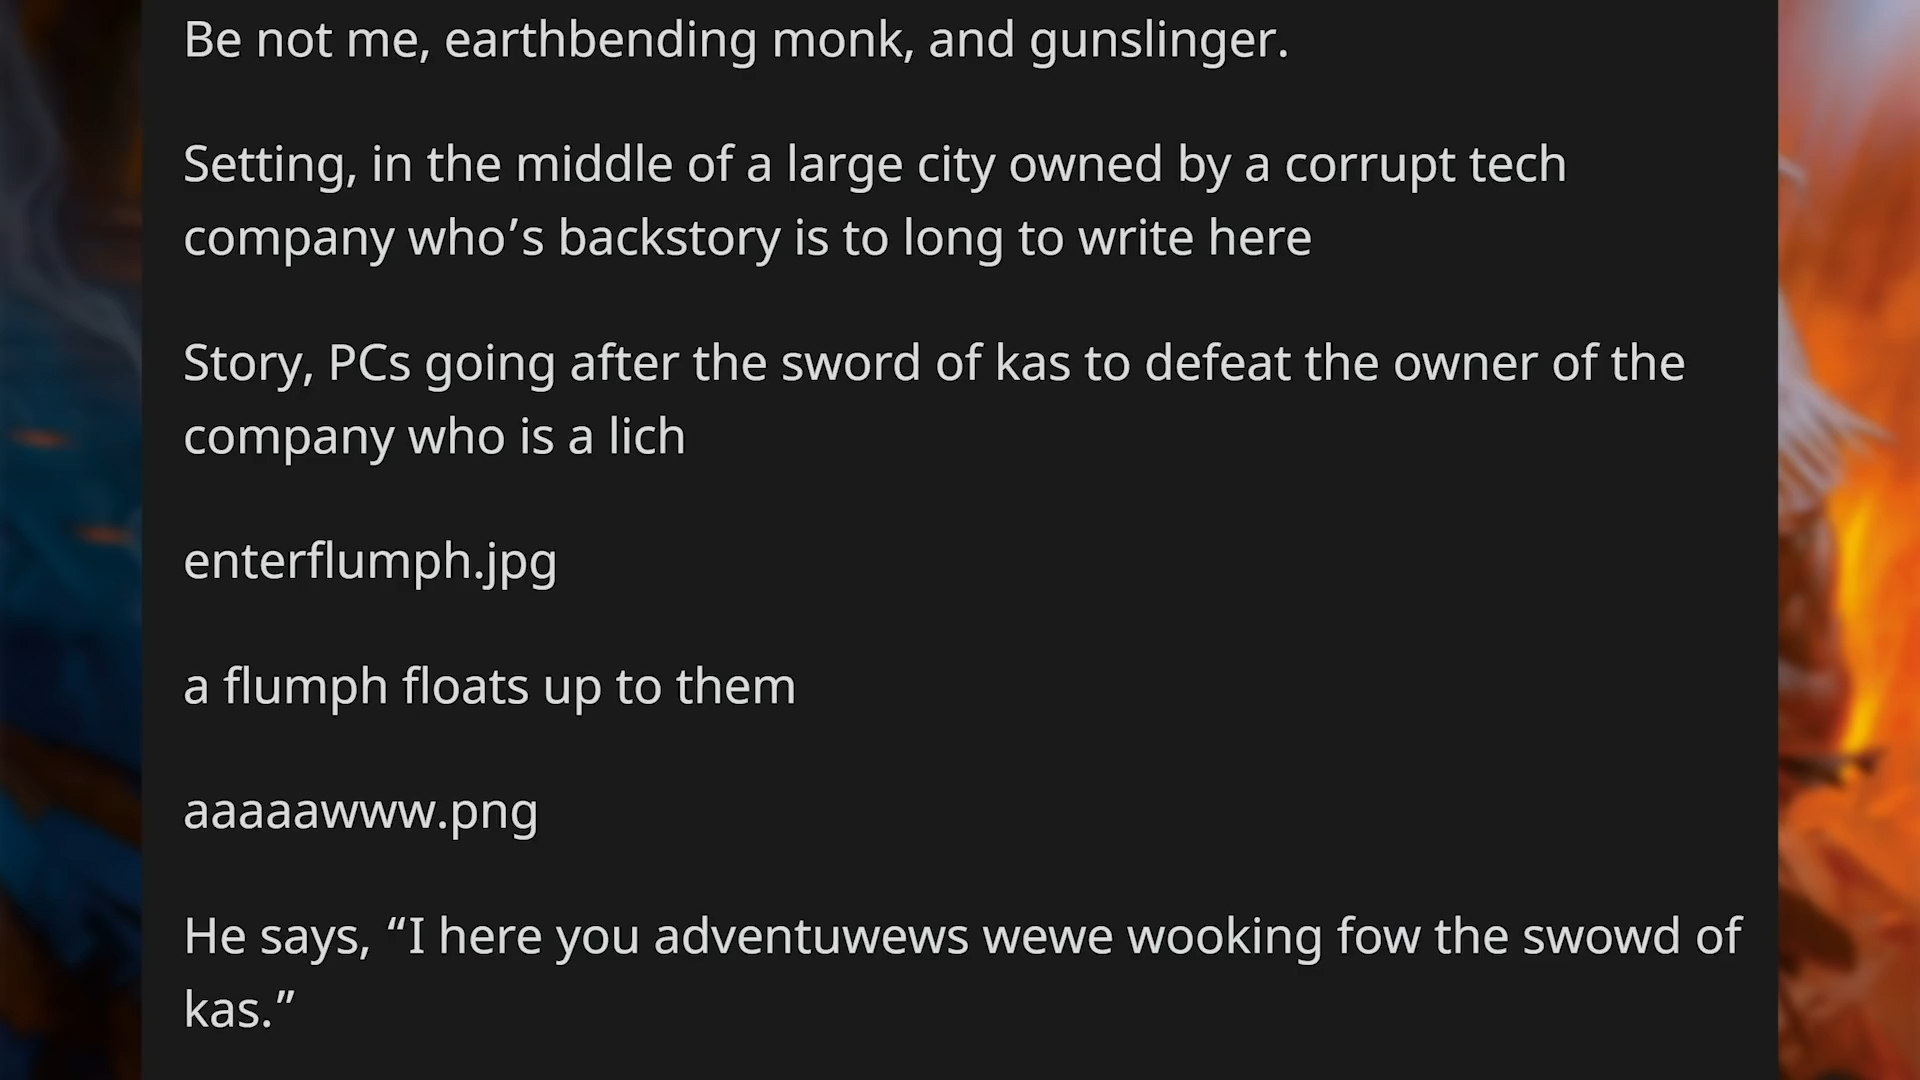 Be not me, earthbending monk, and gunslinger.
Setting, in the middle of a large city owned by a corrupt tech
company who’s backstory is to long to write here
Story, PCs going after the sword of kas to defeat the owner of the
company who is a lich
enterflumph.jpg
a flumph floats up to them
aaaaawww.png
He says, “I here you adventuwews wewe wooking fow the swowd of
kas.”